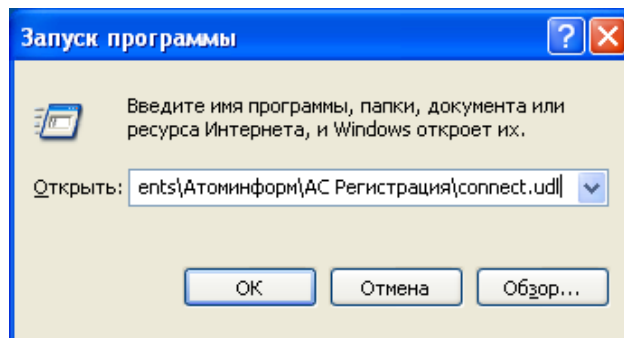 Запуск программы
Введите имя программы, папки, документа или
ресурса Интернета, и Windows откроет их.
Открыть: ents\Атоминформ\АС Регистрация\connect.udl
ОК Отмена Обзор...